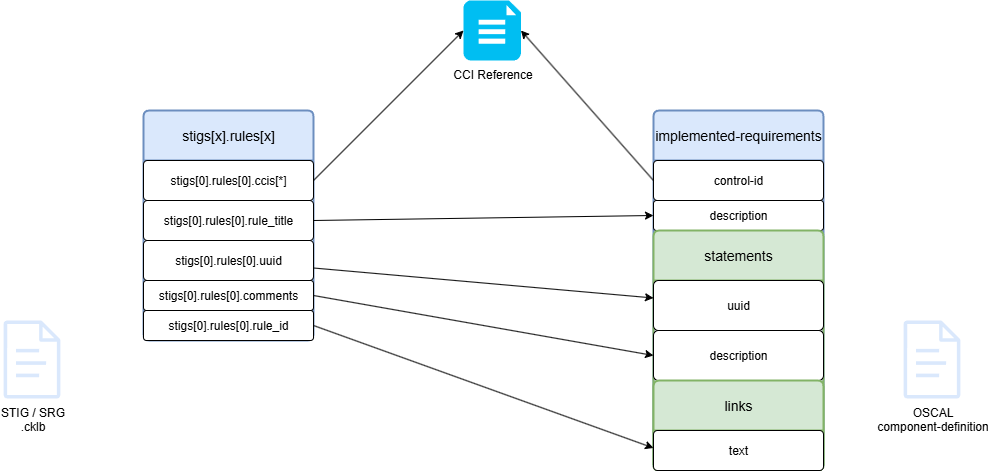 CCI Reference
stigs[x].rules[x]
stigs[0].rules[0].ccis[*]
stigs[0].rules[0].rule_title
stigs[0].rules[0].uuid
stigs[0].rules[0].comments
stigs[0].rules[0].rule_id
implemented-requirements
control-id
description
statements
uuid
description
links
text
STIG / SRG
.cklb
OSCAL
component-definition